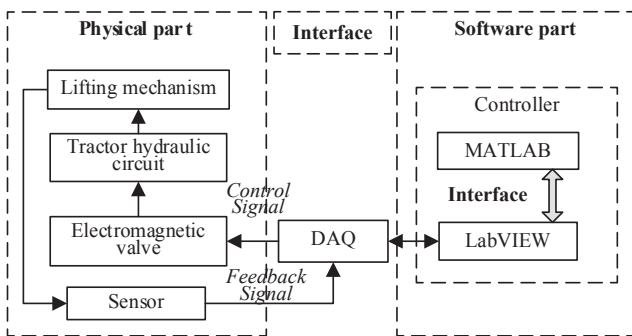 Physical part
Interface
Software part
Lifting mechanism
Controller
Tractor hydraulic
circuit
MATLAB
Control
Signal
Interface
Electromagnetic
valve
DAQ
LabVIEW
Feedback
Signal
Sensor